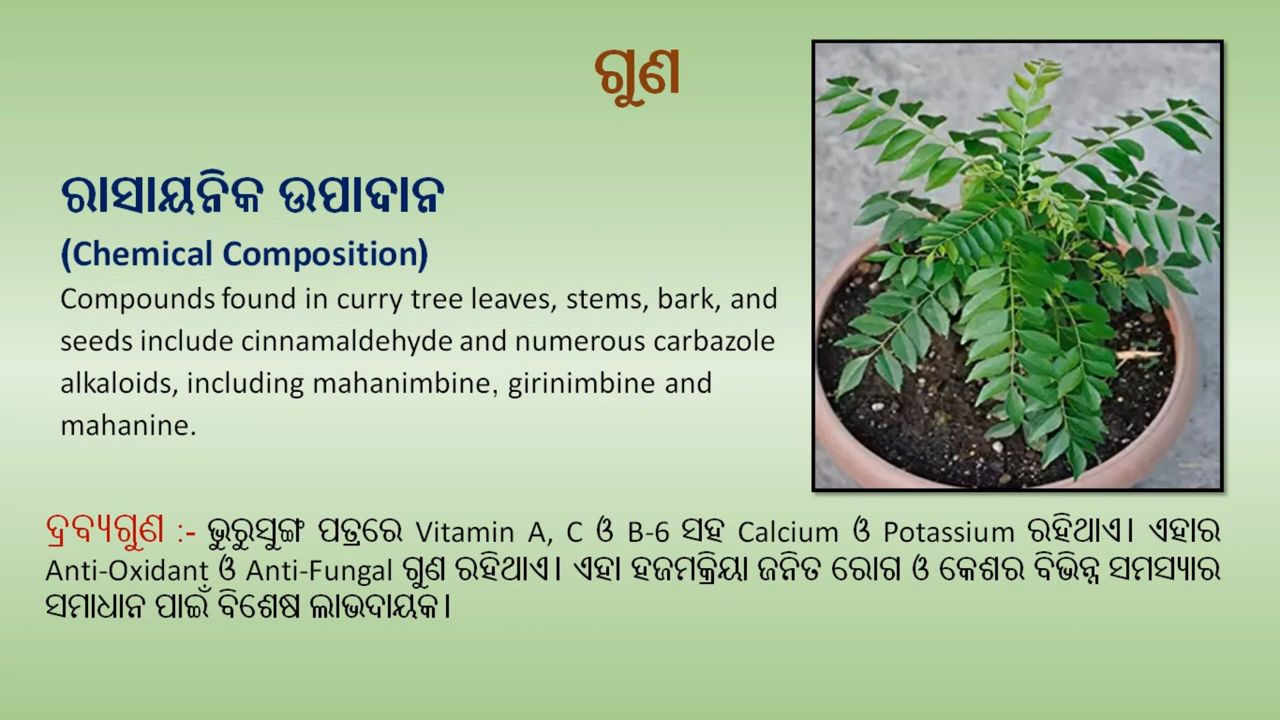 ଗୁଣ
ରାସାୟନିକ ଉପାଦାନ
(Chemical Composition)
Compounds found in curry tree leaves, stems, bark, and
seeds include cinnamaldehyde and numerous carbazole
alkaloids, including mahanimbine, girinimbine and
mahanine.
ଦ୍ରବ୍ୟଗୁଣ :- ଭୃରୁସୁଙ୍ଗ ପତ୍ରରେ Vitamin A, C ଓ B-6 ସହ Calcium ଓ Potassium ରହିଥାଏ। ଏହାର
Anti-Oxidant ଓ Anti-Fungal ଗୁଣ ରହିଥାଏ। ଏହା ହଜମକ୍ରିୟା ଜନିତ ରୋଗ ଓ କେଶର ବିଭିନ୍ନ ସମସ୍ୟାର
ସମାଧାନ ପାଇଁ ବିଶେଷ ଲାଭଦାୟକ।